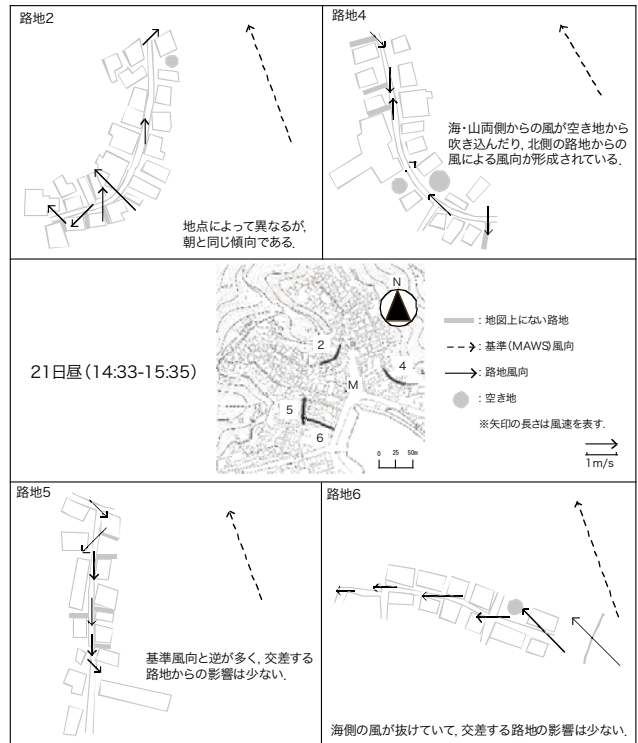 路地2
地点によって異なるが,
朝と同じ傾向である.
路地4
海・山両側からの風が空き地から
吹き込んだり, 北側の路地からの
風による風向が形成されている.
21日昼(14:33-15:35)
N
2
4
M
5
6
0 25 50m
: 地図上にない路地
: 基準(MAWS)風向
: 路地風向
: 空き地
※矢印の長さは風速を表す.
1m/s
路地5
基準風向と逆が多く, 交差する
路地からの影響は少ない.
路地6
海側の風が抜けていて, 交差する路地の影響は少ない.